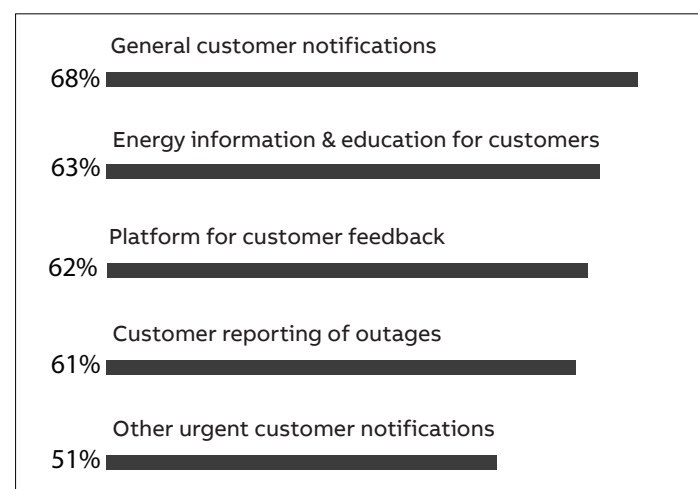 General customer notifications
68%
Energy information & education for customers
63%
Platform for customer feedback
62%
Customer reporting of outages
61%
Other urgent customer notifications
51%